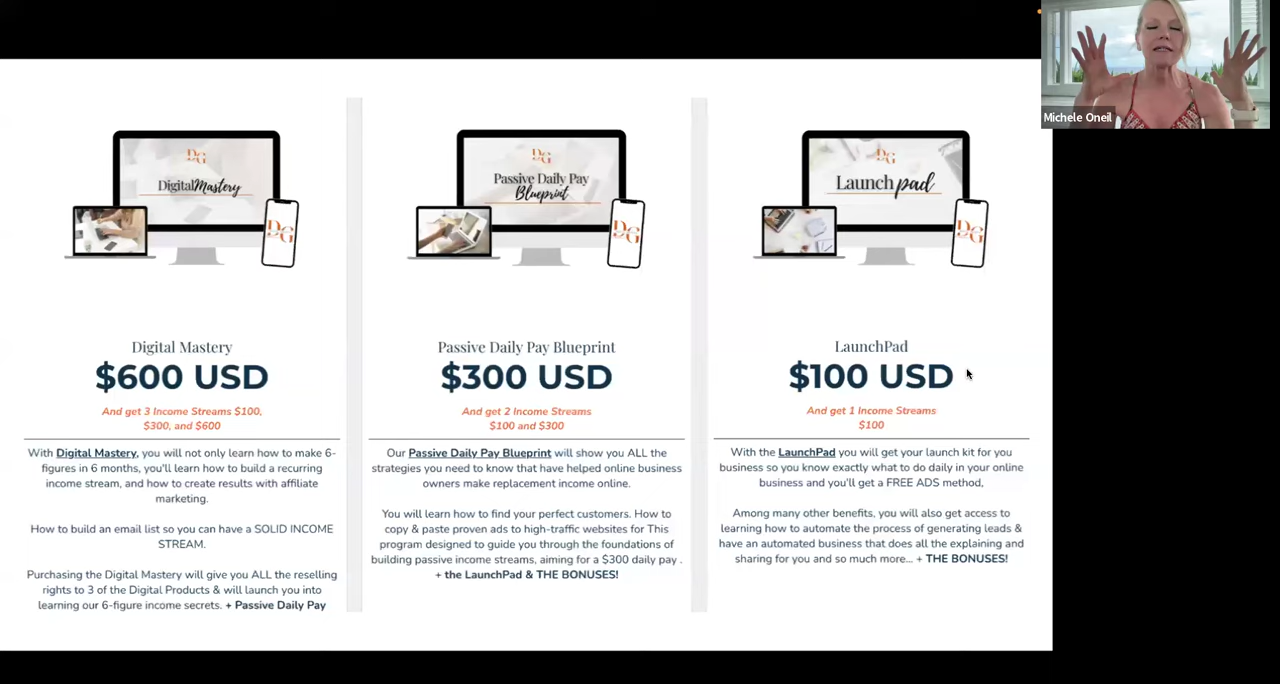 Michele Oneil
DG
Digital Mastery
DG
Digital Mastery
$600 USD
And get 3 Income Streams $100,
$300, and $600
With Digital Mastery, you will not only learn how to make 6-
figures in 6 months, you'll learn how to build a recurring
income stream, and how to create results with affiliate
marketing.
How to build an email list so you can have a SOLID INCOME
STREAM.
Purchasing the Digital Mastery will give you ALL the reselling
rights to 3 of the Digital Products & will launch you into
learning our 6-figure income secrets. + Passive Daily Pay
DG
Passive Daily Pay
Blueprint
DG
Passive Daily Pay Blueprint
$300 USD
And get 2 Income Streams
$100 and $300
Our Passive Daily Pay Blueprint will show you ALL the
strategies you need to know that have helped online business
owners make replacement income online.
You will learn how to find your perfect customers. How to
copy & paste proven ads to high-traffic websites for This
program designed to guide you through the foundations of
building passive income streams, aiming for a $300 daily pay .
+ the LaunchPad & THE BONUSES!
DG
Launch pad
DG
LaunchPad
$100 USD
And get 1 Income Streams
$100
With the LaunchPad you will get your launch kit for you
business so you know exactly what to do daily in your online
business and you'll get a FREE ADS method,
Among many other benefits, you will also get access to
learning how to automate the process of generating leads &
have an automated business that does all the explaining and
sharing for you and so much more... + THE BONUSES!